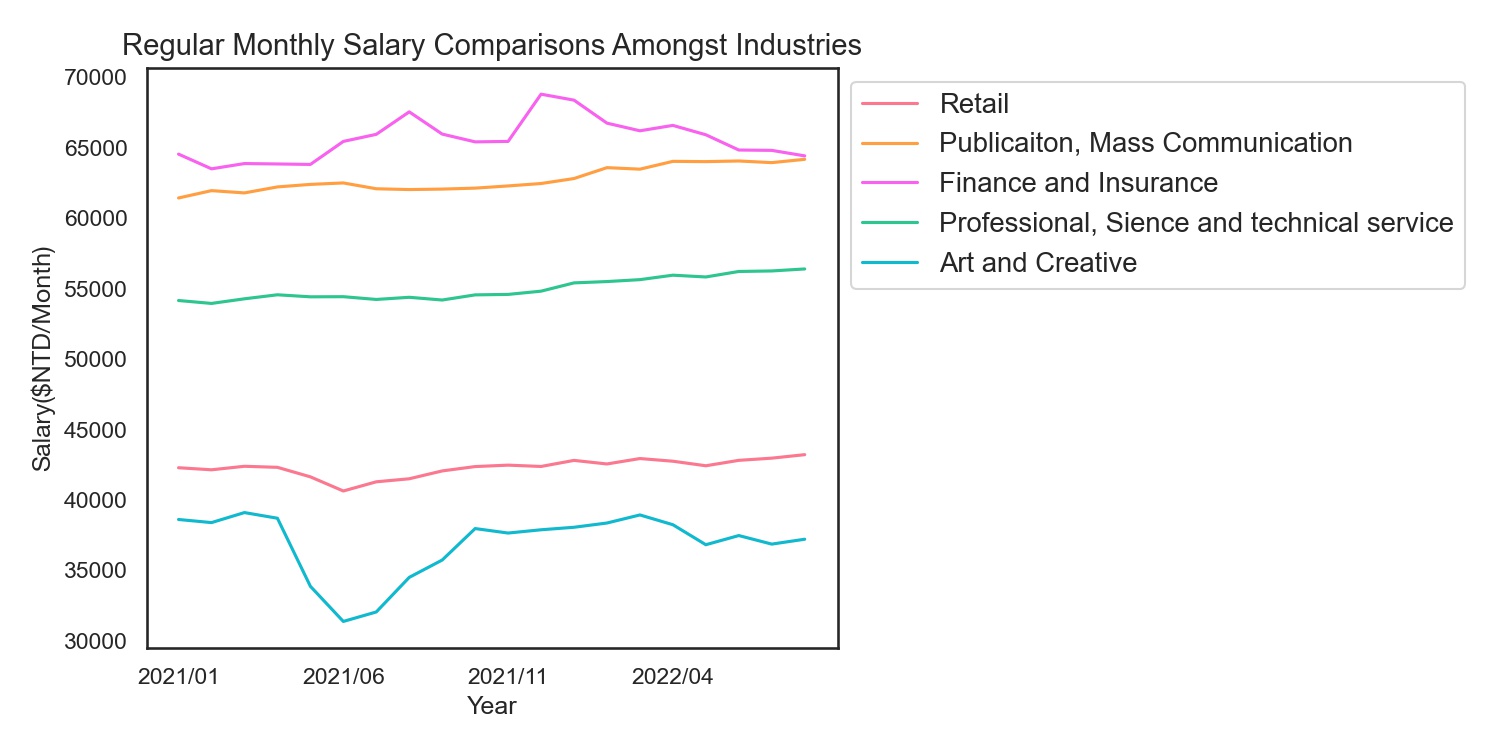 Regular Monthly Salary Comparisons Amongst Industries
70000
65000
60000
55000
50000
45000
40000
35000
30000
Salary($NTD/Month)
2021/01 2021/06 2021/11 2022/04
Year
Retail
Publicaiton, Mass Communication
Finance and Insurance
Professional, Sience and technical service
Art and Creative